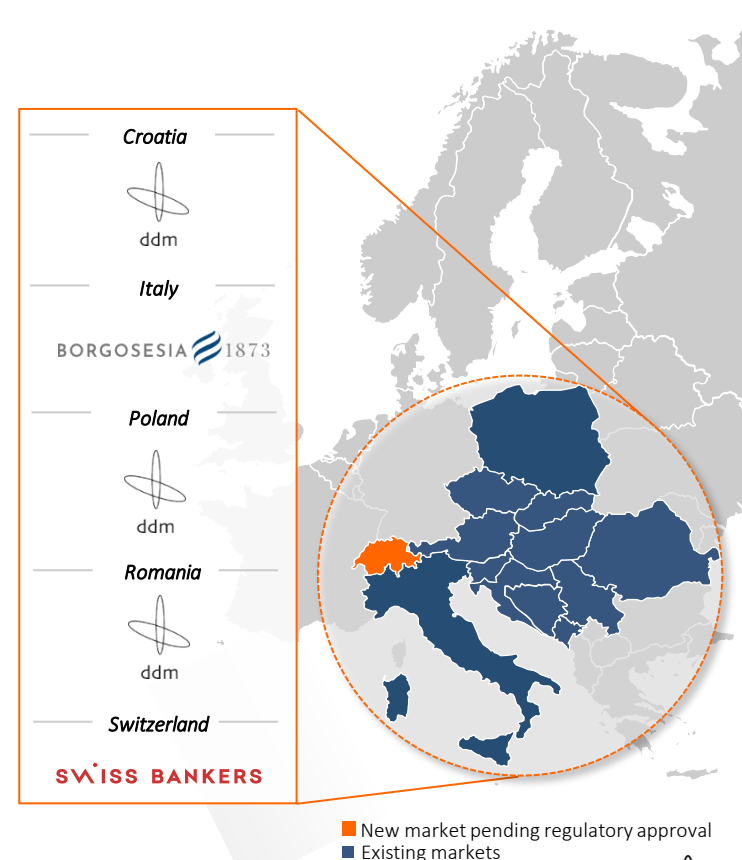 Croatia
ddm
Italy
BORGOSESIA 1873
Poland
ddm
Romania
ddm
Switzerland
SWISS BANKERS
New market pending regulatory approval
Existing markets